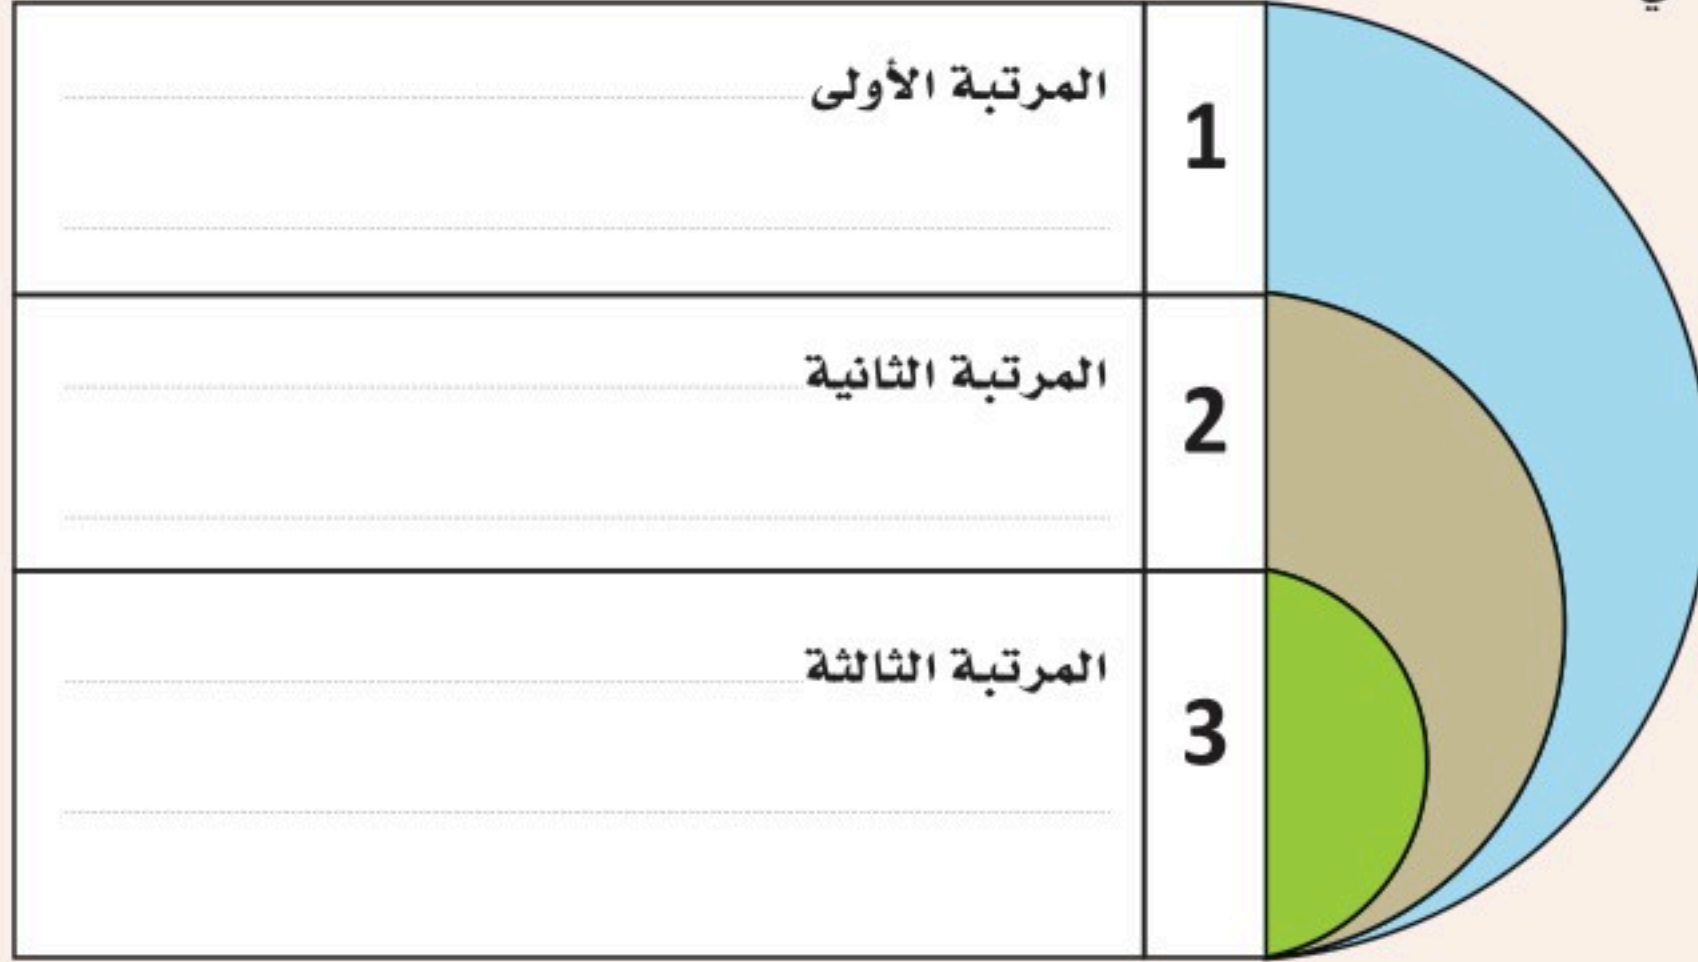 1
المرتبة الأولى
2
المرتبة الثانية
3
المرتبة الثالثة